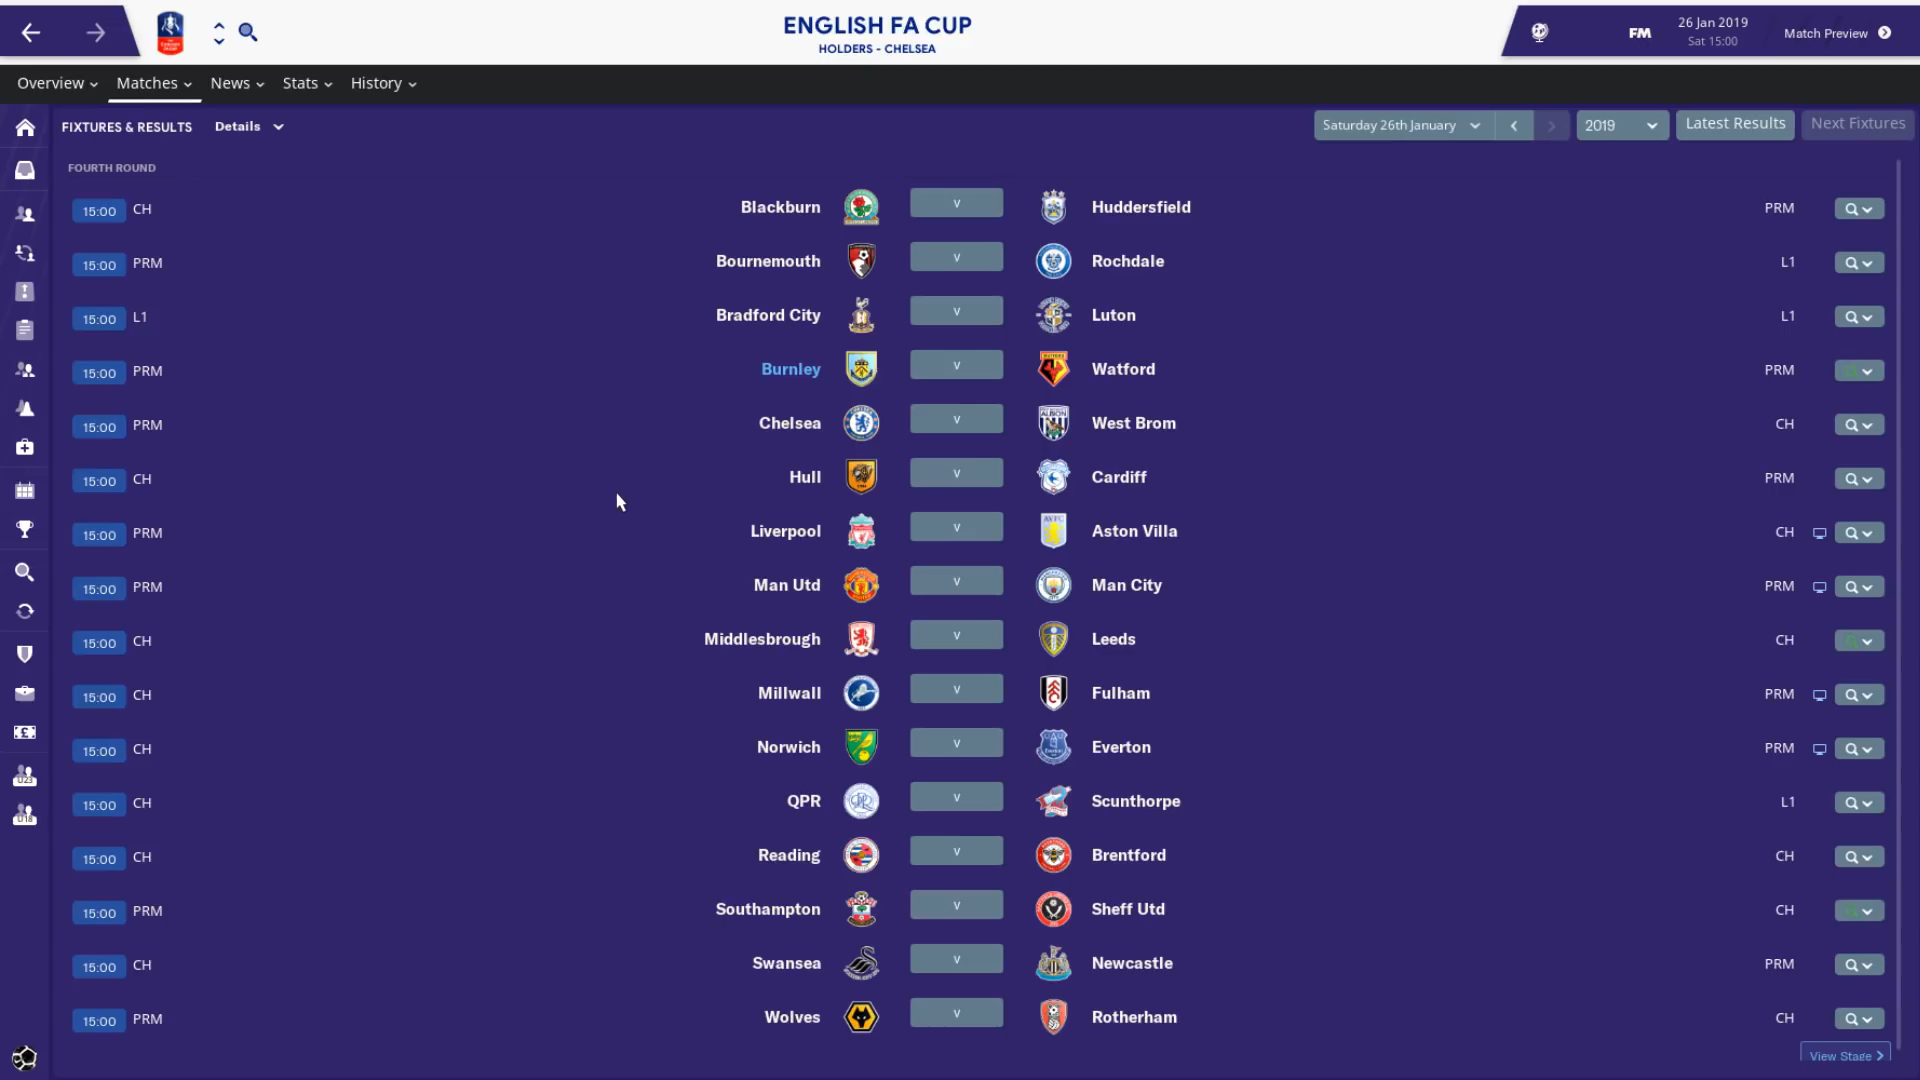 ENGLISH FA CUP
HOLDERS - CHELSEA
FM
26 Jan 2019
Sat 15:00
Match Preview
Overview Matches News Stats History
FIXTURES & RESULTS Details Saturday 26th January 2019 Latest Results Next Fixtures
FOURTH ROUND
15:00 CH Blackburn v Huddersfield PRM
15:00 PRM Bournemouth v Rochdale L1
15:00 L1 Bradford City v Luton L1
15:00 PRM Burnley v Watford PRM
15:00 PRM Chelsea v West Brom CH
15:00 CH Hull v Cardiff PRM
15:00 PRM Liverpool v Aston Villa CH
15:00 PRM Man Utd v Man City PRM
15:00 CH Middlesbrough v Leeds CH
15:00 CH Millwall v Fulham PRM
15:00 CH Norwich v Everton PRM
15:00 CH QPR v Scunthorpe L1
15:00 CH Reading v Brentford CH
15:00 PRM Southampton v Sheff Utd CH
15:00 CH Swansea v Newcastle PRM
15:00 PRM Wolves v Rotherham CH
View Stage
U23
U18